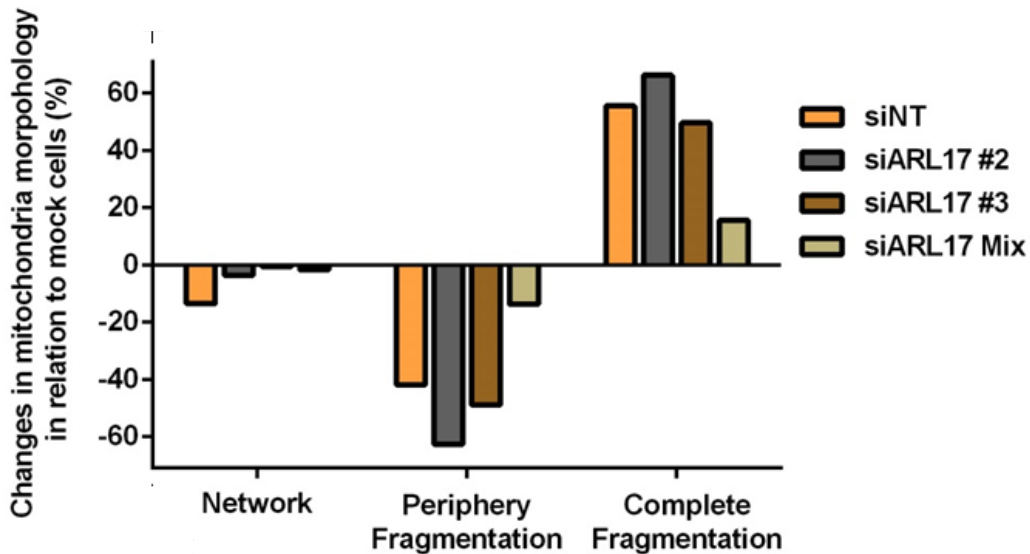 Changes in mitochondria morpohology
in relation to mock cells (%)
60
40
20
0
-20
-40
-60
Network
Periphery
Fragmentation
Complete
Fragmentation
siNT
siARL17 #2
siARL17 #3
siARL17 Mix